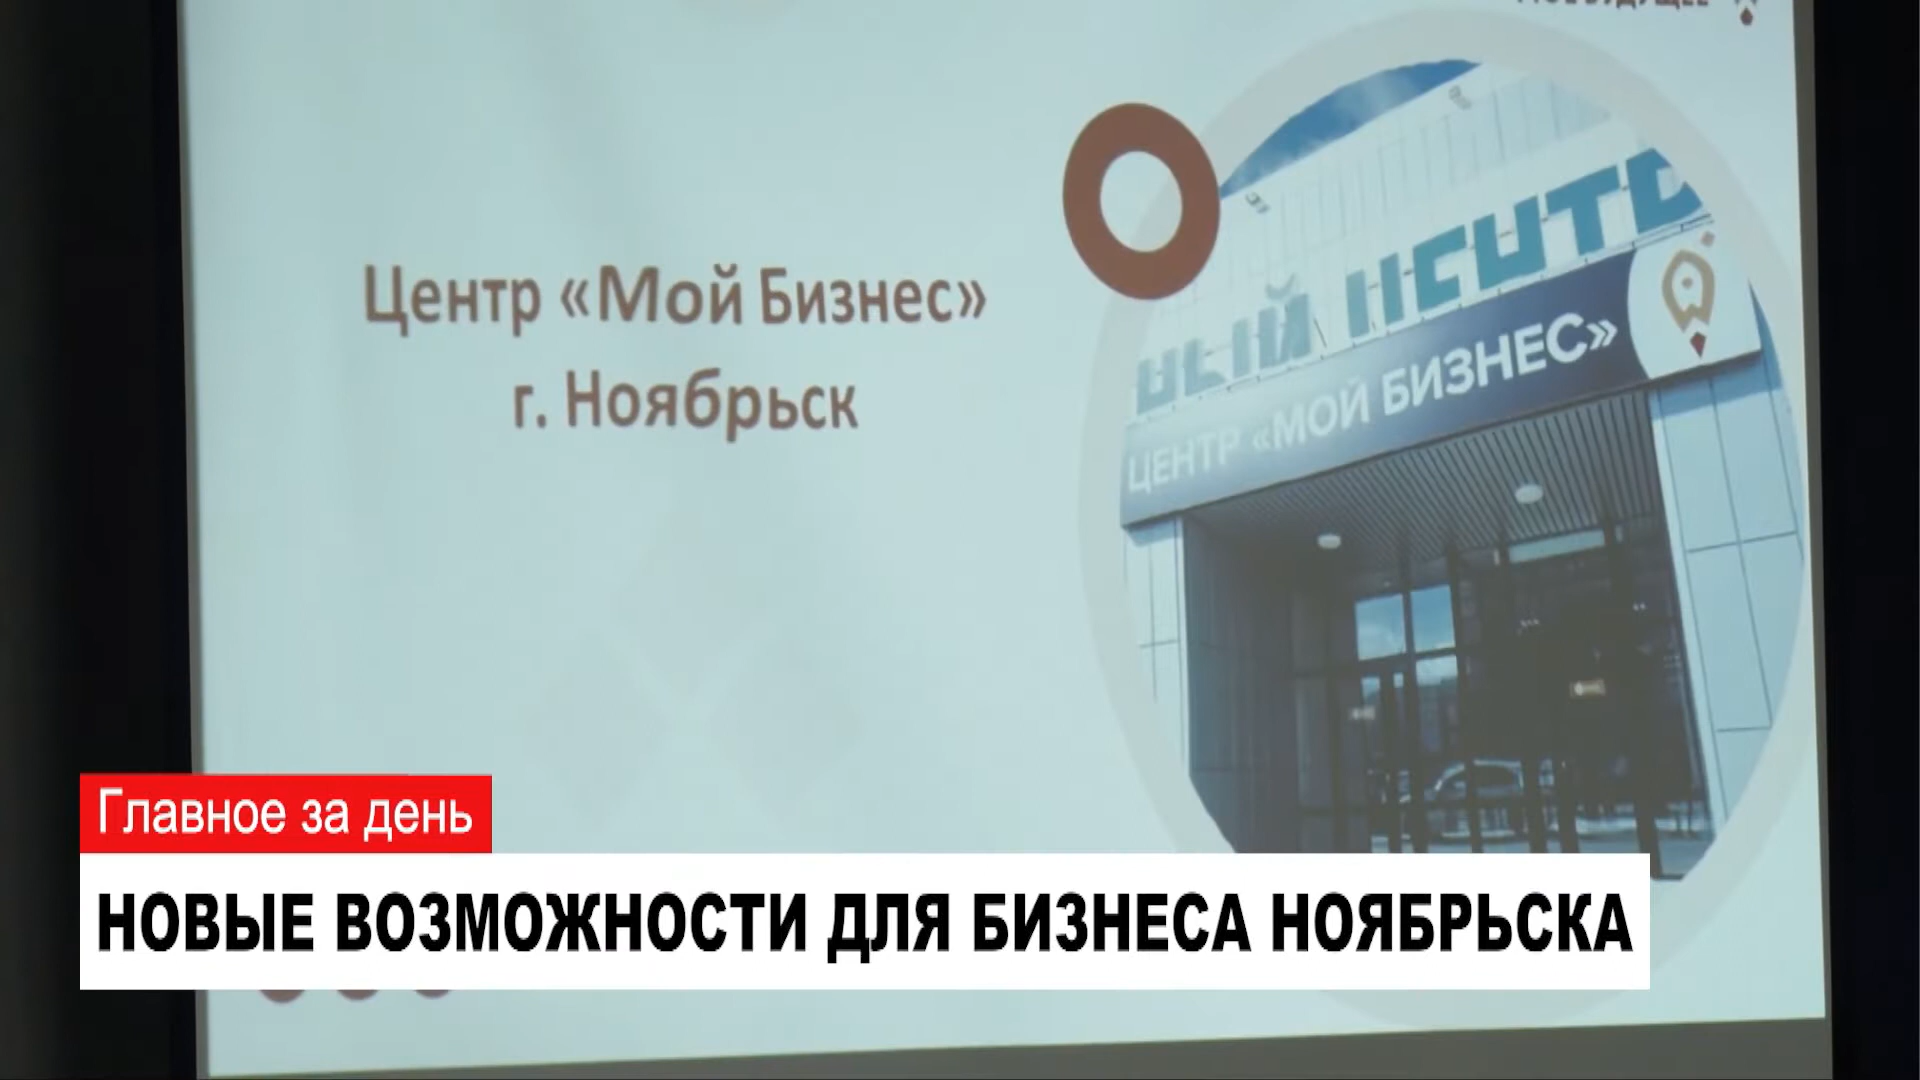 Центр «Мой Бизнес»
г. Ноябрьск
ЦЕНТР «МОЙ БИЗНЕС»
Главное за день
НОВЫЕ ВОЗМОЖНОСТИ ДЛЯ БИЗНЕСА НОЯБРЬСКА